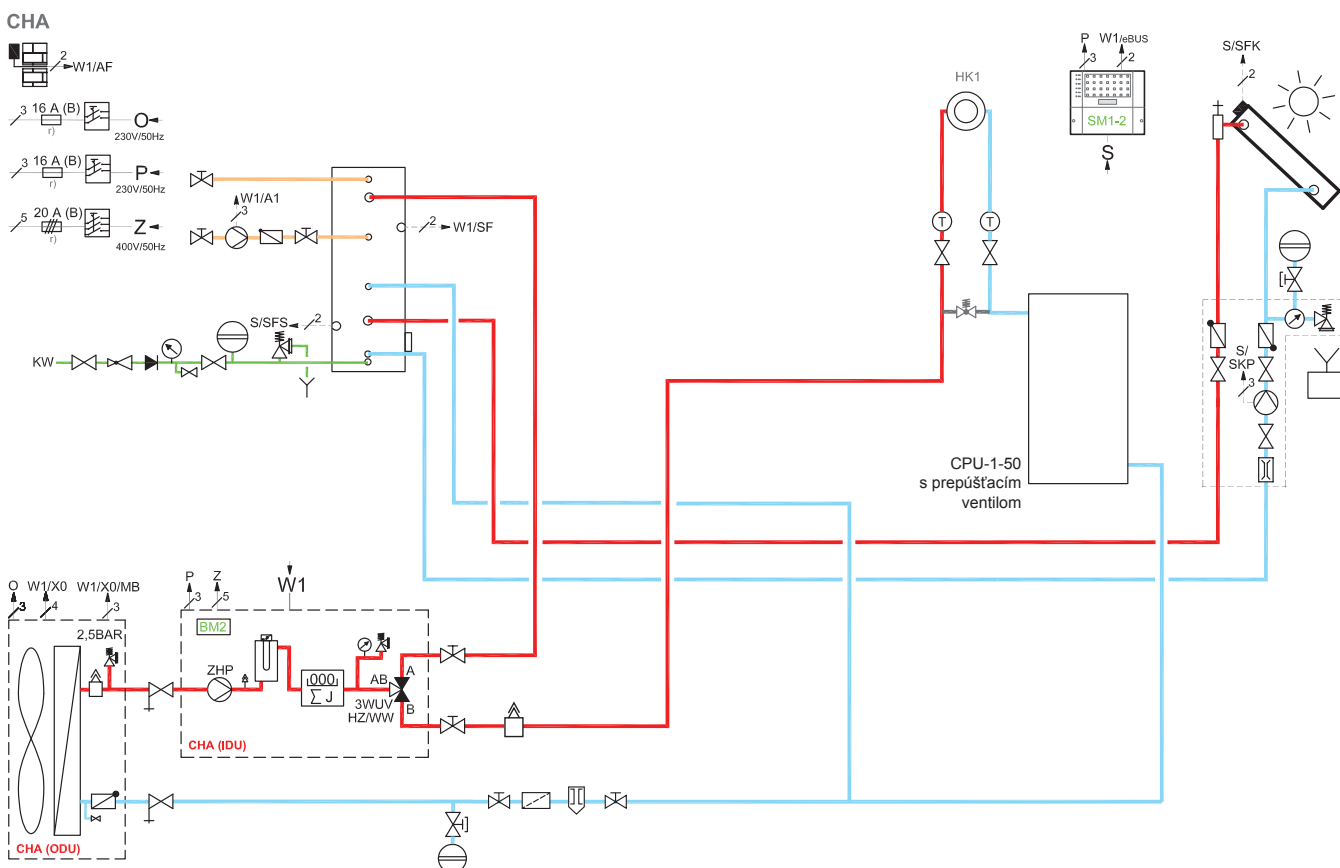 CHA
2
W1/AF
3 16 A (B) O
r) 230V/50Hz
3 16 A (B) P
r) 230V/50Hz
5 20 A (B) Z
r) 400V/50Hz
W1/A1
3
2 W1/SF
S/SFS 2
KW
HK1
T T
P W1/eBUS
3 2
SM1-2
S
S/SFK
2
S/
SKP
3
CPU-1-50
s prepúšťacím
ventilom
O W1/X0 W1/X0/MB
3 4 3
2,5BAR
CHA (ODU)
P Z
3 5
W1
BM2
ZHP
000
∑ J
A
AB
B
3WUV
HZ/WW
CHA (IDU)